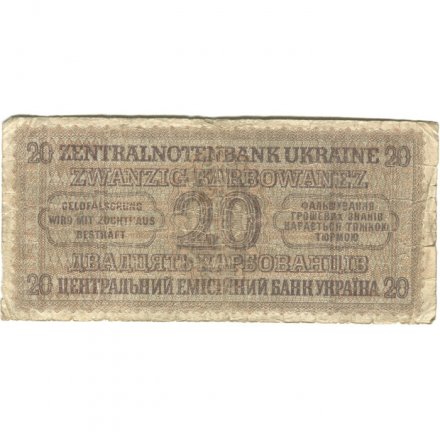 20 ZENTRALNOTENBANK UKRAINE 20
ZWANZIG KARBOWANEZ
GELDFÄLSCHUNG
WIRD MIT ZUCHTHAUS
BESTRAFT
20
ФАЛЬШУВАННЯ
ГРОШЕВИХ ЗНАКІВ
КАРАЄТЬСЯ ТЯЖКОЮ
ТЮРМОЮ
ДВАДЦЯТЬ КАРБОВАНЦІВ
20 ЦЕНТРАЛЬНИЙ ЕМІСІЙНИЙ БАНК УКРАЇНА 20